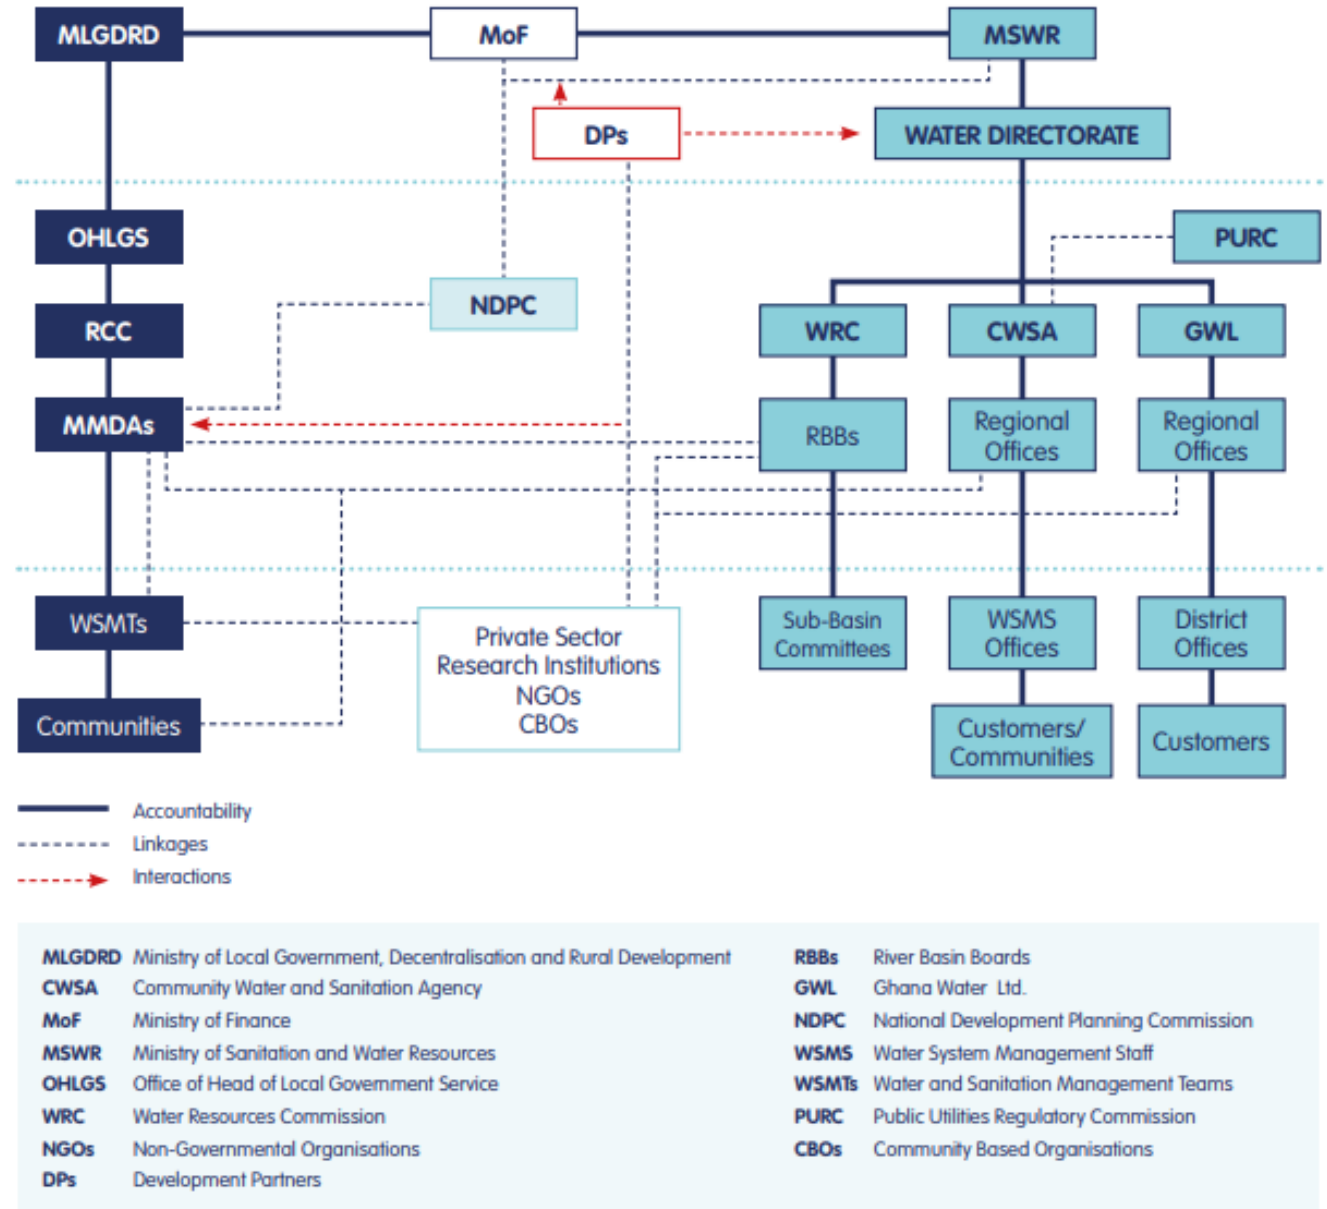 MLGDRD
MoF
MSWR
DPs
WATER DIRECTORATE
OHLGS
PURC
NDPC
RCC
WRC
CWSA
GWL
MMDAs
RBBs
Regional
Offices
Regional
Offices
WSMTs
Private Sector
Research Institutions
NGOs
CBOs
Sub-Basin
Committees
WSMS
Offices
District
Offices
Communities
Customers/
Communities
Customers
Accountability
Linkages
Interactions
MLGDRD Ministry of Local Government, Decentralisation and Rural Development
CWSA Community Water and Sanitation Agency
MoF Ministry of Finance
MSWR Ministry of Sanitation and Water Resources
OHLGS Office of Head of Local Government Service
WRC Water Resources Commission
NGOs Non-Governmental Organisations
DPs Development Partners
RBBs River Basin Boards
GWL Ghana Water Ltd.
NDPC National Development Planning Commission
WSMS Water System Management Staff
WSMTs Water and Sanitation Management Teams
PURC Public Utilities Regulatory Commission
CBOs Community Based Organisations